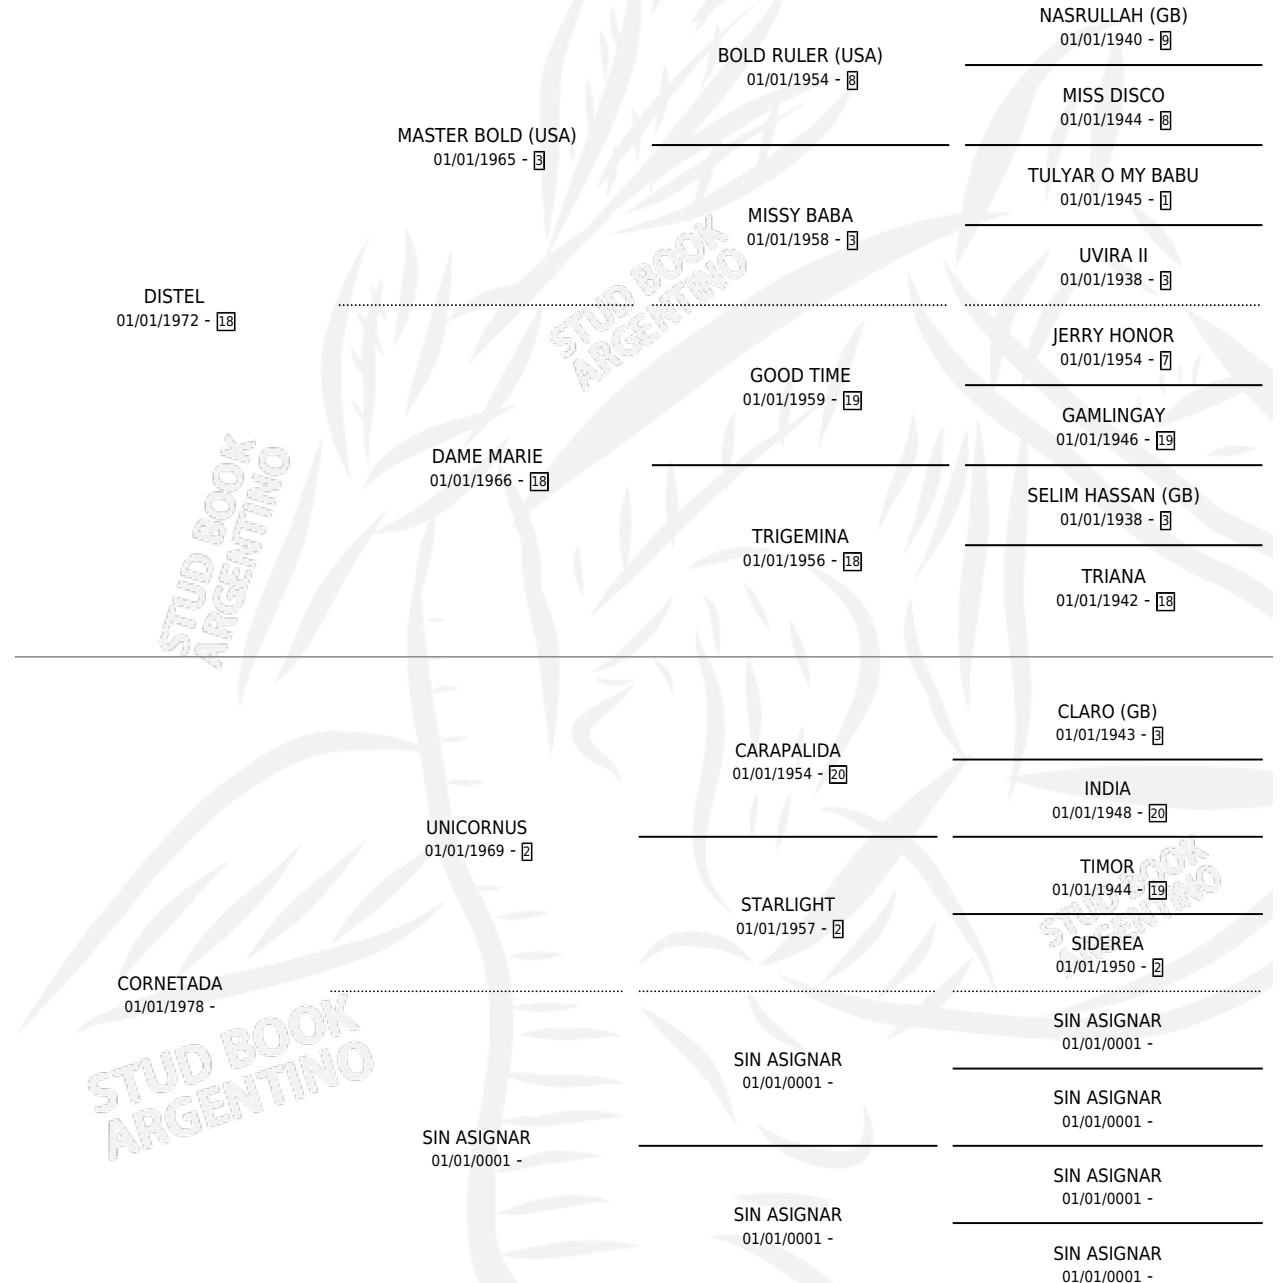 NASRULLAH (GB)
01/01/1940 - 9
BOLD RULER (USA)
01/01/1954 - 8
MISS DISCO
01/01/1944 - 8
MASTER BOLD (USA)
01/01/1965 - 3
TULYAR O MY BABU
01/01/1945 - 1
MISSY BABA
01/01/1958 - 3
UVIRA II
01/01/1938 - 3
DISTEL
01/01/1972 - 18
JERRY HONOR
01/01/1954 - 7
GOOD TIME
01/01/1959 - 19
GAMLINGAY
01/01/1946 - 19
DAME MARIE
01/01/1966 - 18
SELIM HASSAN (GB)
01/01/1938 - 3
TRIGEMINA
01/01/1956 - 18
TRIANA
01/01/1942 - 18
CLARO (GB)
01/01/1943 - 3
CARAPALIDA
01/01/1954 - 20
INDIA
01/01/1948 - 20
UNICORNUS
01/01/1969 - 2
TIMOR
01/01/1944 - 19
STARLIGHT
01/01/1957 - 2
SIDEREA
01/01/1950 - 2
CORNETADA
01/01/1978 -
SIN ASIGNAR
01/01/0001 -
SIN ASIGNAR
01/01/0001 -
SIN ASIGNAR
01/01/0001 -
SIN ASIGNAR
01/01/0001 -
SIN ASIGNAR
01/01/0001 -
SIN ASIGNAR
01/01/0001 -
SIN ASIGNAR
01/01/0001 -
STUD BOOK
ARGENTINO
STUD BOOK
ARGENTINO
STUD BOOK
ARGENTINO
STUD BOOK
ARGENTINO